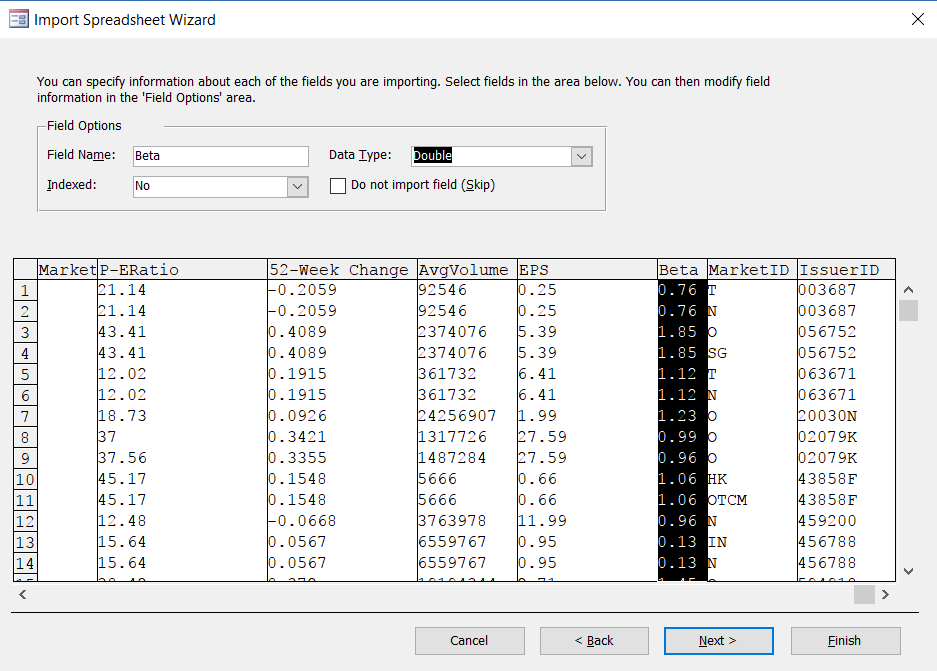 Import Spreadsheet Wizard
You can specify information about each of the fields you are importing. Select fields in the area below. You can then modify field
information in the 'Field Options' area.
Field Options
Field Name: Beta Data Type: Double
Indexed: No Do not import field (Skip)
Market P-ERatio 52-Week Change AvgVolume EPS Beta MarketID IssuerID
1 21.14 -0.2059 92546 0.25 0.76 T 003687
2 21.14 -0.2059 92546 0.25 0.76 N 003687
3 43.41 0.4089 2374076 5.39 1.85 O 056752
4 43.41 0.4089 2374076 5.39 1.85 SG 056752
5 12.02 0.1915 361732 6.41 1.12 T 063671
6 12.02 0.1915 361732 6.41 1.12 N 063671
7 18.73 0.0926 24256907 1.99 1.23 O 20030N
8 37 0.3421 1317726 27.59 0.99 O 02079K
9 37.56 0.3355 1487284 27.59 0.96 O 02079K
10 45.17 0.1548 5666 0.66 1.06 HK 43858F
11 45.17 0.1548 5666 0.66 1.06 OTCM 43858F
12 12.48 -0.0668 3763978 11.99 0.96 N 459200
13 15.64 0.0567 6559767 0.95 0.13 IN 456788
14 15.64 0.0567 6559767 0.95 0.13 N 456788
Cancel < Back Next > Finish